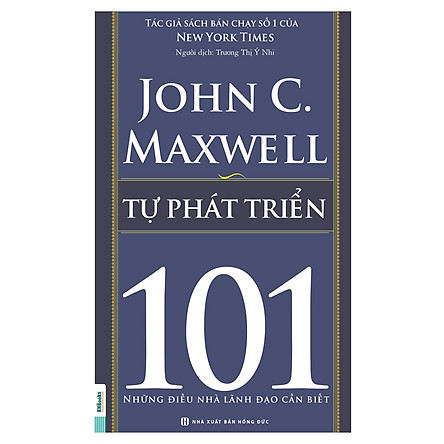 TÁC GIẢ SÁCH BÁN CHẠY SỐ 1 CỦA
NEW YORK TIMES
Người dịch: Trương Thị Ý Nhi
JOHN C.
MAXWELL
TỰ PHÁT TRIỂN
101
NHỮNG ĐIỀU NHÀ LÃNH ĐẠO CẦN BIẾT
NHÀ XUẤT BẢN HỒNG ĐỨC